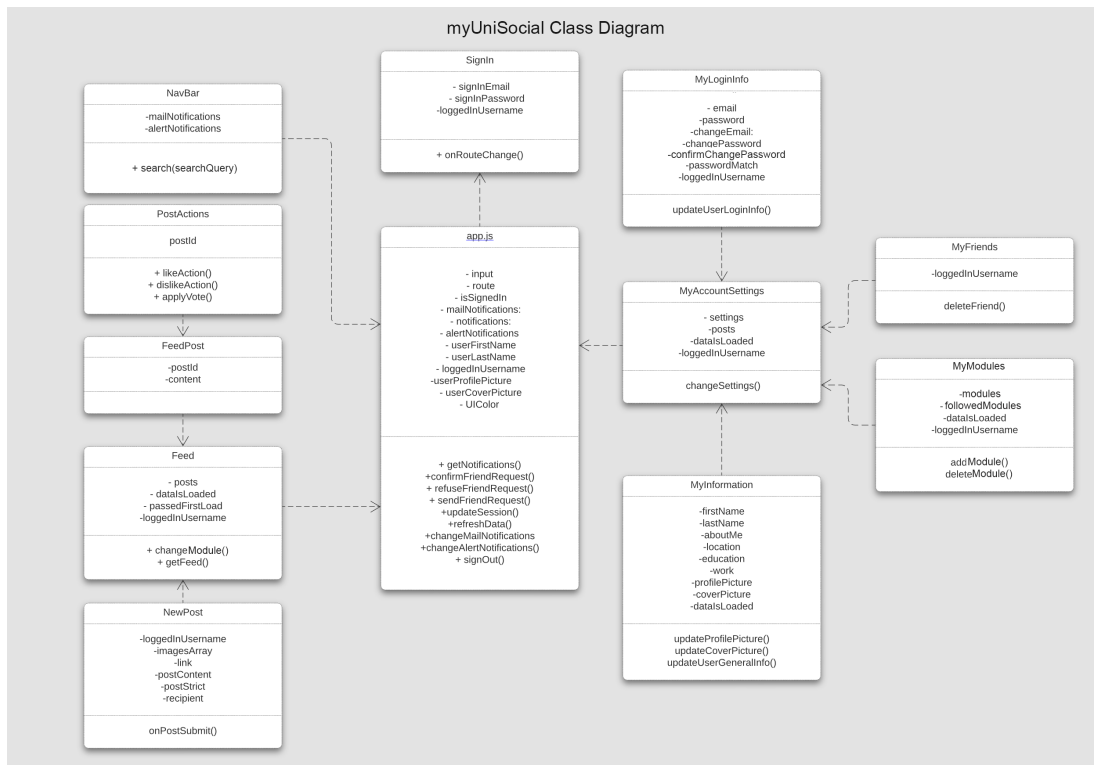 myUniSocial Class Diagram
NavBar
-mailNotifications
-alertNotifications
+ search(searchQuery)
PostActions
postId
+ likeAction()
+ dislikeAction()
+ applyVote()
FeedPost
-postId
-content
Feed
- posts
- dataIsLoaded
- passedFirstLoad
-loggedInUsername
+ changeModule()
+ getFeed()
NewPost
-loggedInUsername
-imagesArray
-link
-postContent
-postStrict
-recipient
onPostSubmit()
SignIn
- signInEmail
- signInPassword
-loggedInUsername
+ onRouteChange()
app.js
- input
- route
- isSignedIn
- mailNotifications:
- notifications:
- alertNotifications
- userFirstName
- userLastName
- loggedInUsername
-userProfilePicture
- userCoverPicture
- UIColor
+ getNotifications()
+confirmFriendRequest()
+ refuseFriendRequest()
+ sendFriendRequest()
+updateSession()
+refreshData()
+changeMailNotifications
+changeAlertNotifications()
+ signOut()
MyLoginInfo
- email
-password
-changeEmail:
-changePassword
-confirmChangePassword
-passwordMatch
-loggedInUsername
updateUserLoginInfo()
MyAccountSettings
- settings
-posts
-dataIsLoaded
-loggedInUsername
changeSettings()
MyInformation
-firstName
-lastName
-aboutMe
-location
-education
-work
-profilePicture
-coverPicture
-dataIsLoaded
updateProfilePicture()
updateCoverPicture()
updateUserGeneralInfo()
MyFriends
-loggedInUsername
deleteFriend()
MyModules
-modules
-followedModules
-dataIsLoaded
-loggedInUsername
addModule()
deleteModule()